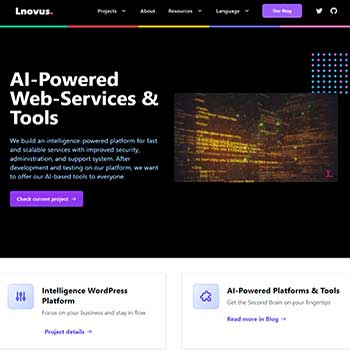 Lnovus.
Projects
About
Resources
Language
Our Blog
AI-Powered
Web-Services &
Tools
We build an intelligence-powered platform for fast
and scalable services with improved security,
administration, and support system. After
development and testing on our platform, we want
to offer our AI-based tools to everyone
Check current project →
Intelligence WordPress
Platform
Focus on your business and stay in flow
Project details →
AI-Powered Platforms & Tools
Get the Second Brain on your fingertips
Read more in Blog →